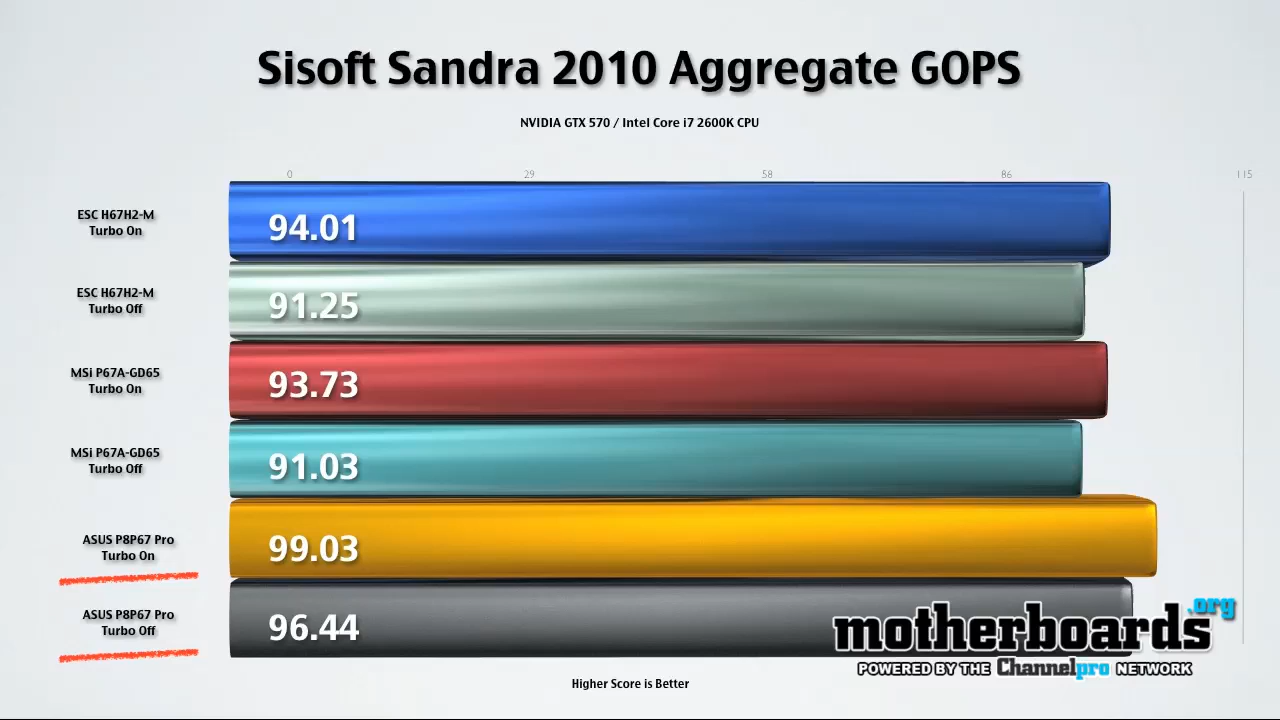 Sisoft Sandra 2010 Aggregate GOPS
NVIDIA GTX 570 / Intel Core i7 2600K CPU
0 29 58 86 115
ESC H67H2-M
Turbo On
94.01
ESC H67H2-M
Turbo Off
91.25
MSi P67A-GD65
Turbo On
93.73
MSi P67A-GD65
Turbo Off
91.03
ASUS P8P67 Pro
Turbo On
99.03
ASUS P8P67 Pro
Turbo Off
96.44
motherboards.org
POWERED BY THE Channelpro NETWORK
Higher Score is Better